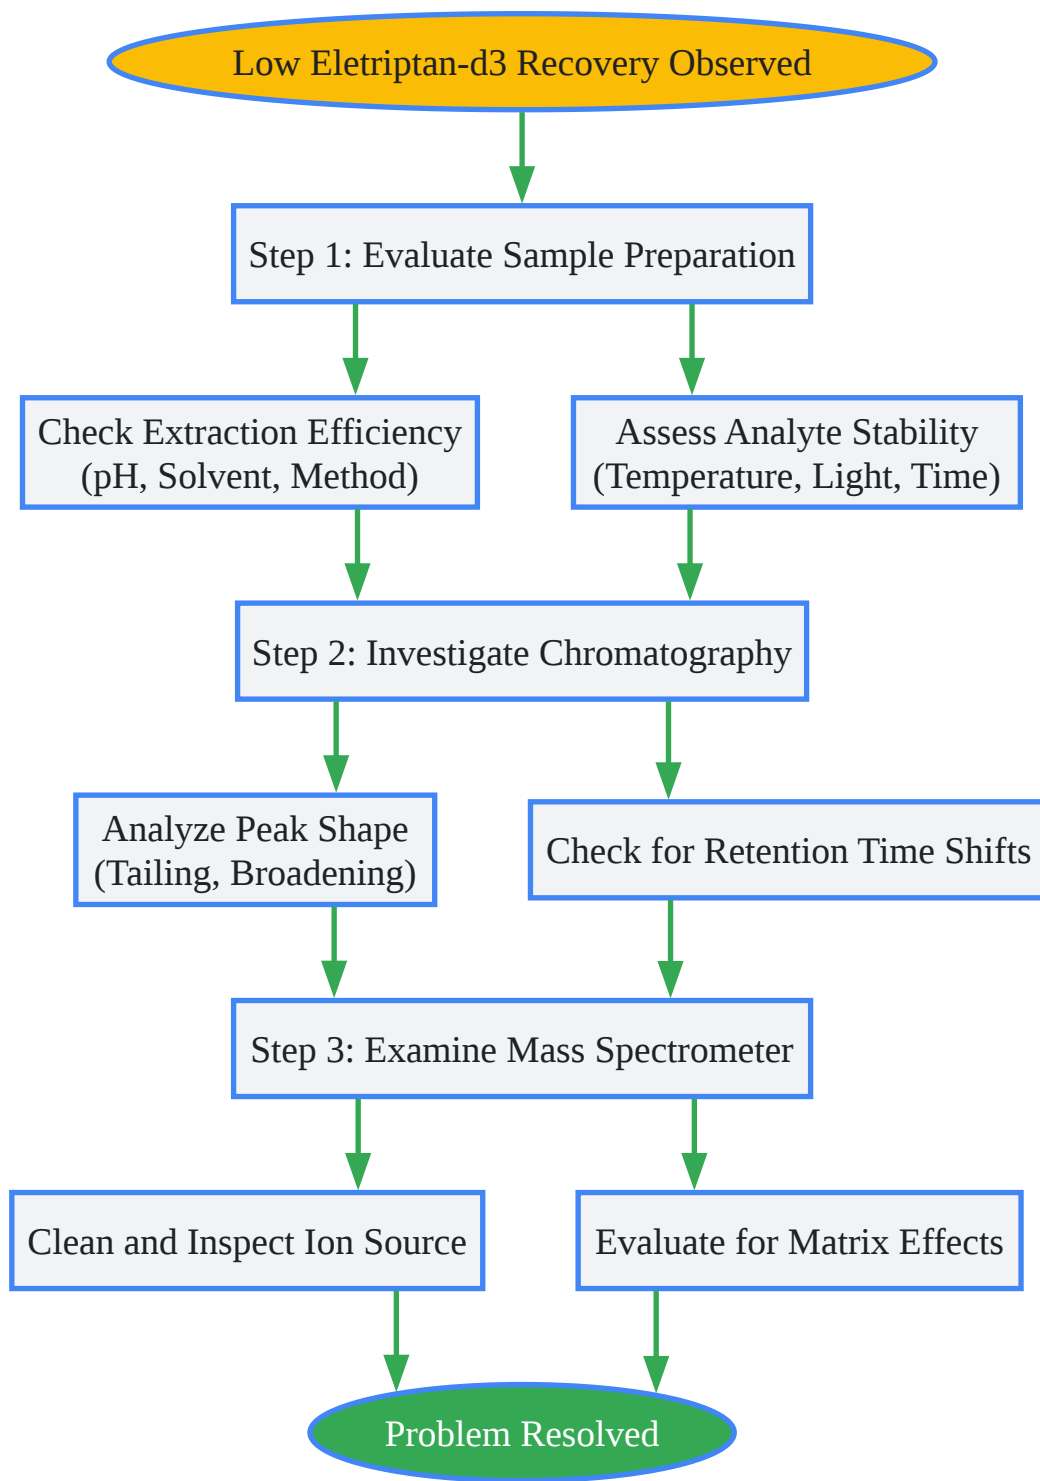 Low Eletriptan-d3 Recovery Observed
Step 1: Evaluate Sample Preparation
Check Extraction Efficiency
(pH, Solvent, Method)
Assess Analyte Stability
(Temperature, Light, Time)
Step 2: Investigate Chromatography
Analyze Peak Shape
(Tailing, Broadening)
Check for Retention Time Shifts
Step 3: Examine Mass Spectrometer
Clean and Inspect Ion Source
Evaluate for Matrix Effects
Problem Resolved